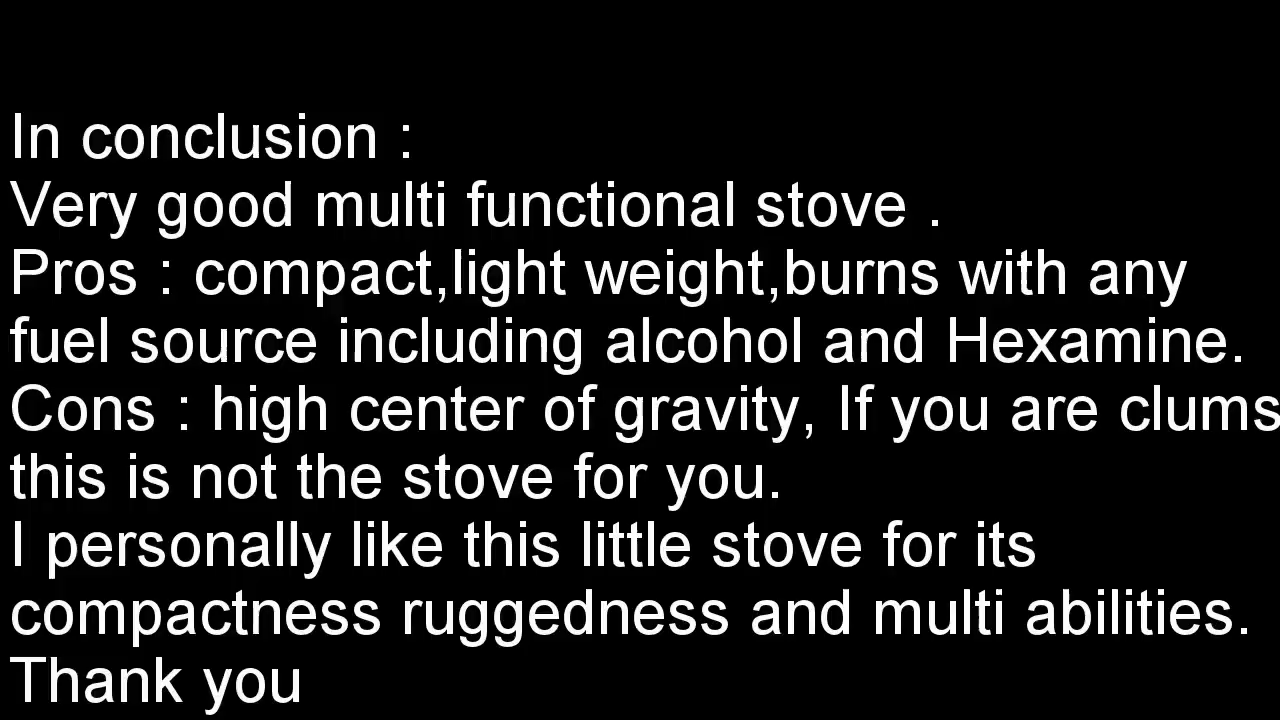 In conclusion :
Very good multi functional stove .
Pros : compact,light weight,burns with any
fuel source including alcohol and Hexamine.
Cons : high center of gravity, If you are clums
this is not the stove for you.
I personally like this little stove for its
compactness ruggedness and multi abilities.
Thank you